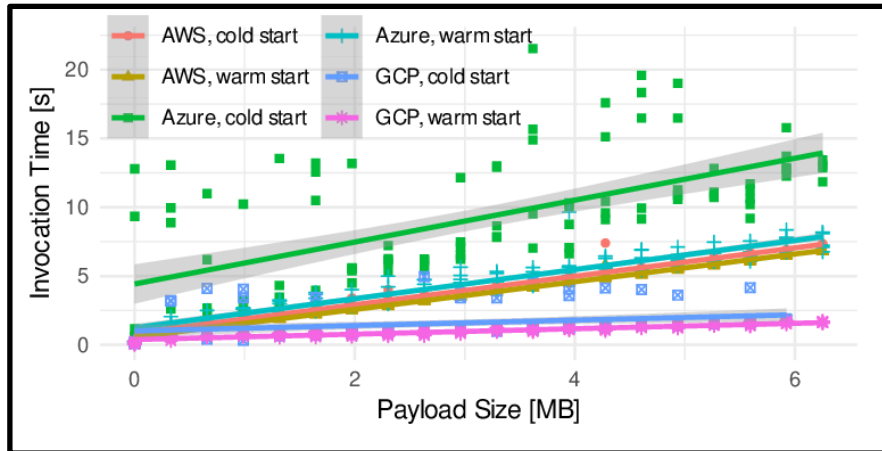 AWS, cold start
Azure, warm start
AWS, warm start
GCP, cold start
Azure, cold start
GCP, warm start
Invocation Time [s]
20
15
10
5
0
0
2
4
6
Payload Size [MB]